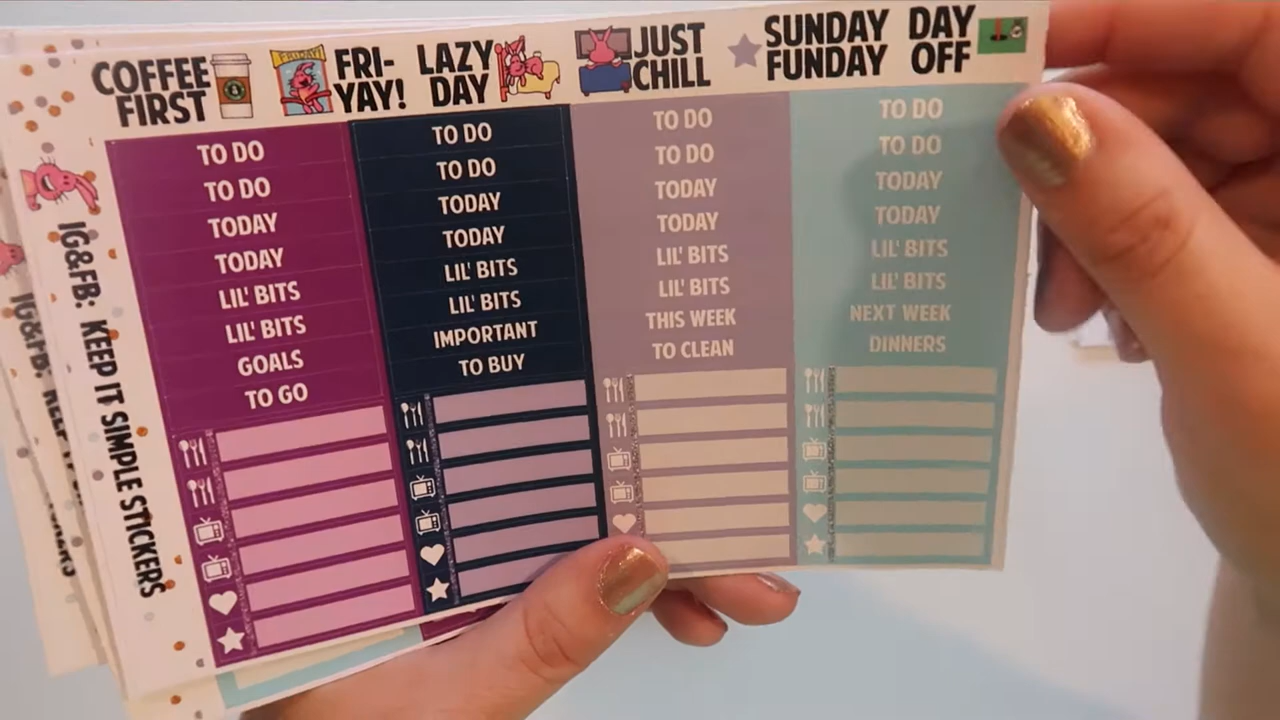 COFFEE
FIRST
FRIDAY!
FRI-
YAY!
LAZY
DAY
JUST
CHILL
SUNDAY
FUNDAY
DAY
OFF
TO DO
TO DO
TODAY
TODAY
LIL' BITS
LIL' BITS
GOALS
TO GO
TO DO
TO DO
TODAY
TODAY
LIL' BITS
LIL' BITS
IMPORTANT
TO BUY
TO DO
TO DO
TODAY
TODAY
LIL' BITS
LIL' BITS
THIS WEEK
TO CLEAN
TO DO
TO DO
TODAY
TODAY
LIL' BITS
LIL' BITS
NEXT WEEK
DINNERS
IG&FB: KEEP IT SIMPLE STICKERS
IG&FB: